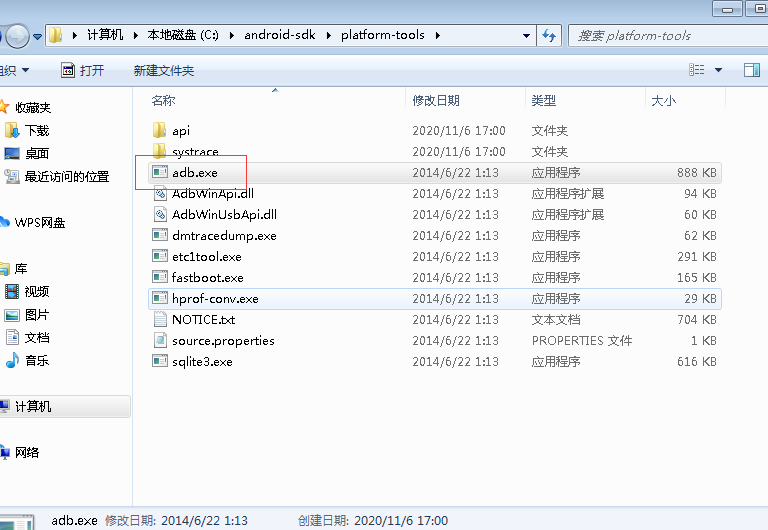 计算机 本地磁盘 (C:) android-sdk platform-tools 搜索 platform-tools
组织 打开 新建文件夹
名称 修改日期 类型 大小
收藏夹
下载
桌面
最近访问的位置
WPS网盘
库
视频
图片
文档
音乐
计算机
网络
api 2020/11/6 17:00 文件夹
systrace 2020/11/6 17:00 文件夹
adb.exe 2014/6/22 1:13 应用程序 888 KB
AdbWinApi.dll 2014/6/22 1:13 应用程序扩展 94 KB
AdbWinUsbApi.dll 2014/6/22 1:13 应用程序扩展 60 KB
dmtracedump.exe 2014/6/22 1:13 应用程序 62 KB
etc1tool.exe 2014/6/22 1:13 应用程序 291 KB
fastboot.exe 2014/6/22 1:13 应用程序 165 KB
hprof-conv.exe 2014/6/22 1:13 应用程序 29 KB
NOTICE.txt 2014/6/22 1:13 文本文档 704 KB
source.properties 2014/6/22 1:13 PROPERTIES 文件 1 KB
sqlite3.exe 2014/6/22 1:13 应用程序 616 KB
adb.exe 修改日期: 2014/6/22 1:13 创建日期: 2020/11/6 17:00